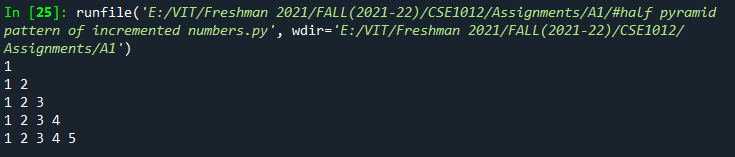 In [25]: runfile('E:/VIT/Freshman 2021/FALL(2021-22)/CSE1012/Assignments/A1/#half pyramid
pattern of incremented numbers.py', wdir='E:/VIT/Freshman 2021/FALL(2021-22)/CSE1012/
Assignments/A1')
1
1 2
1 2 3
1 2 3 4
1 2 3 4 5